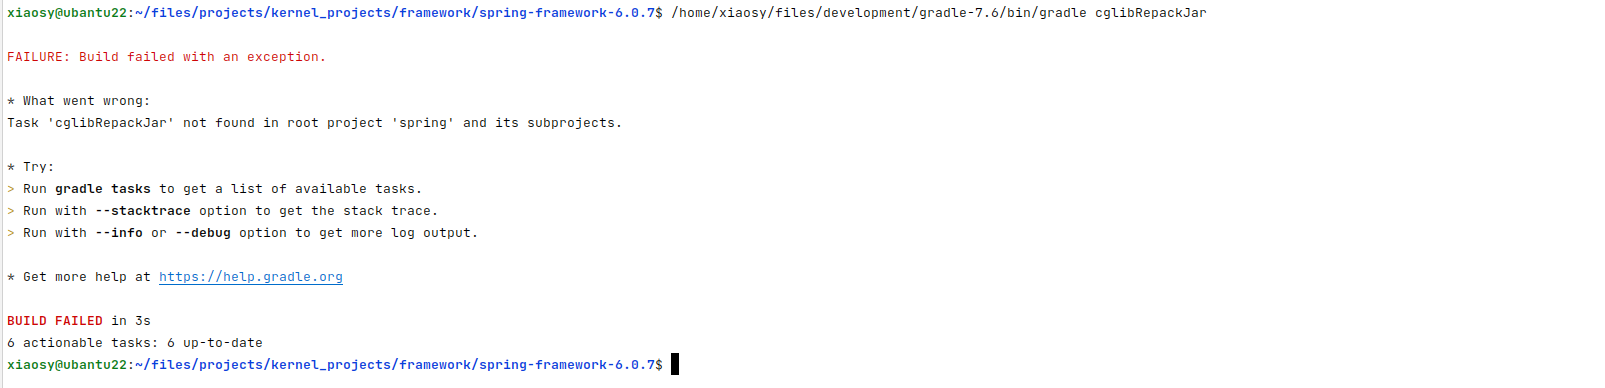 xiaosy@ubantu22:~/files/projects/kernel_projects/framework/spring-framework-6.0.7$ /home/xiaosy/files/development/gradle-7.6/bin/gradle cglibRepackJar
FAILURE: Build failed with an exception.
* What went wrong:
Task 'cglibRepackJar' not found in root project 'spring' and its subprojects.
* Try:
> Run gradle tasks to get a list of available tasks.
> Run with --stacktrace option to get the stack trace.
> Run with --info or --debug option to get more log output.
* Get more help at https://help.gradle.org
BUILD FAILED in 3s
6 actionable tasks: 6 up-to-date
xiaosy@ubantu22:~/files/projects/kernel_projects/framework/spring-framework-6.0.7$